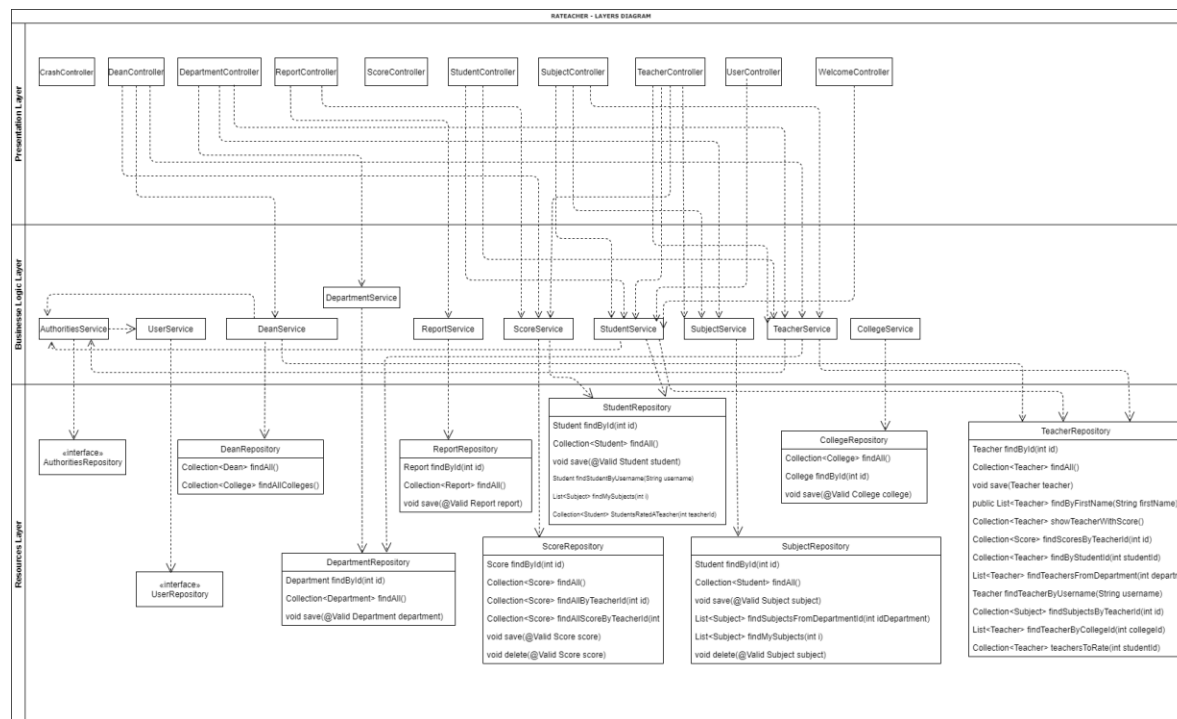 RATEACHER - LAYERS DIAGRAM
Presentation Layer
CrashController
DeanController
DepartmentController
ReportController
ScoreController
StudentController
SubjectController
TeacherController
UserController
WelcomeController
Businesse Logic Layer
DepartmentService
AuthoritiesService
UserService
DeanService
ReportService
ScoreService
StudentService
SubjectService
TeacherService
CollegeService
Resources Layer
«interface»
AuthoritiesRepository
DeanRepository
Collection<Dean> findAll()
Collection<College> findAllColleges()
ReportRepository
Report findById(int id)
Collection<Report> findAll()
void save(@Valid Report report)
StudentRepository
Student findById(int id)
Collection<Student> findAll()
void save(@Valid Student student)
Student findStudentByUsername(String username)
List<Subject> findMySubjects(int i)
Collection<Student> StudentsRatedATeacher(int teacherId)
CollegeRepository
Collection<College> findAll()
College findById(int id)
void save(@Valid College college)
TeacherRepository
Teacher findById(int id)
Collection<Teacher> findAll()
void save(Teacher teacher)
public List<Teacher> findByFirstName(String firstName)
Collection<Teacher> showTeacherWithScore()
Collection<Score> findScoresByTeacherId(int id)
Collection<Teacher> findByStudentId(int studentId)
List<Teacher> findTeachersFromDepartment(int depart
Teacher findTeacherByUsername(String username)
Collection<Subject> findSubjectsByTeacherId(int id)
List<Teacher> findTeacherByCollegeId(int collegeId)
Collection<Teacher> teachersToRate(int studentId)
«interface»
UserRepository
DepartmentRepository
Department findById(int id)
Collection<Department> findAll()
void save(@Valid Department department)
ScoreRepository
Score findById(int id)
Collection<Score> findAll()
Collection<Score> findAllByTeacherId(int id)
Collection<Score> findAllScoreByTeacherId(int
void save(@Valid Score score)
void delete(@Valid Score score)
SubjectRepository
Student findById(int id)
Collection<Student> findAll()
void save(@Valid Subject subject)
List<Subject> findSubjectsFromDepartmentId(int idDepartment)
List<Subject> findMySubjects(int i)
void delete(@Valid Subject subject)